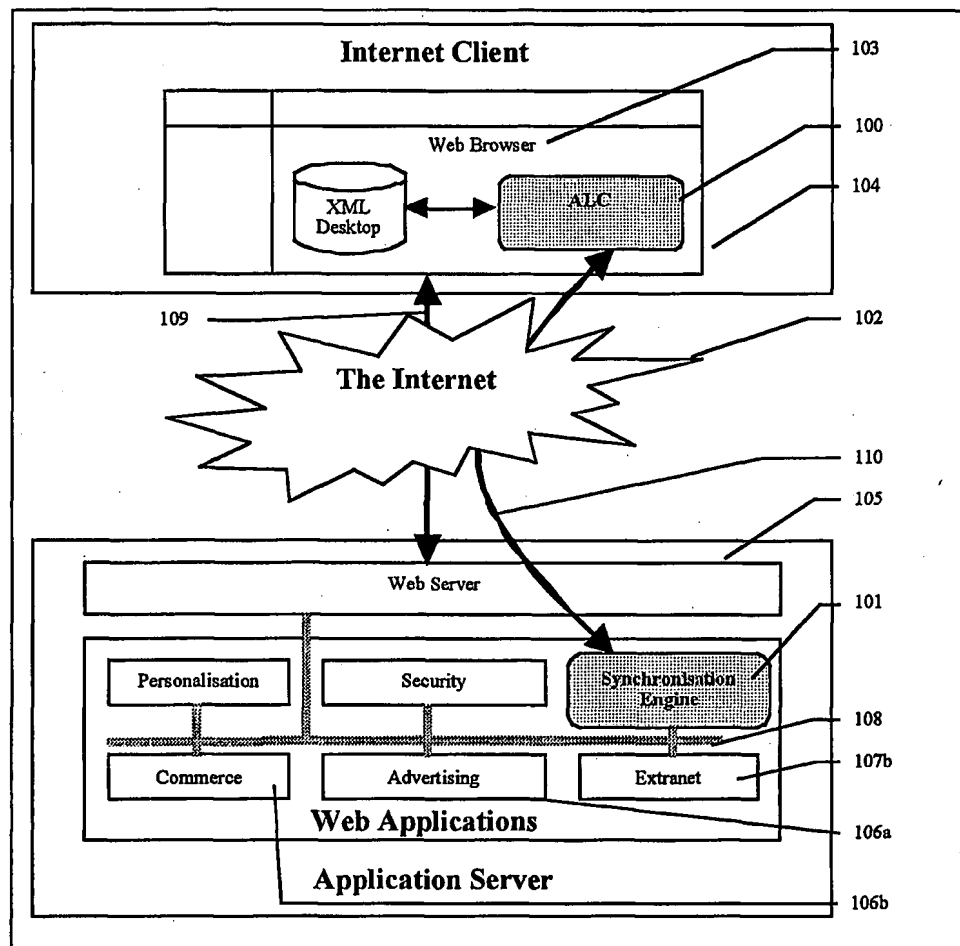 Internet Client
103
Web Browser
100
XML
Desktop
ALC
104
109
102
The Internet
110
105
Web Server
101
Personalisation
Security
Synchronisation
Engine
108
107b
Commerce
Advertising
Extranet
Web Applications
106a
Application Server
106b